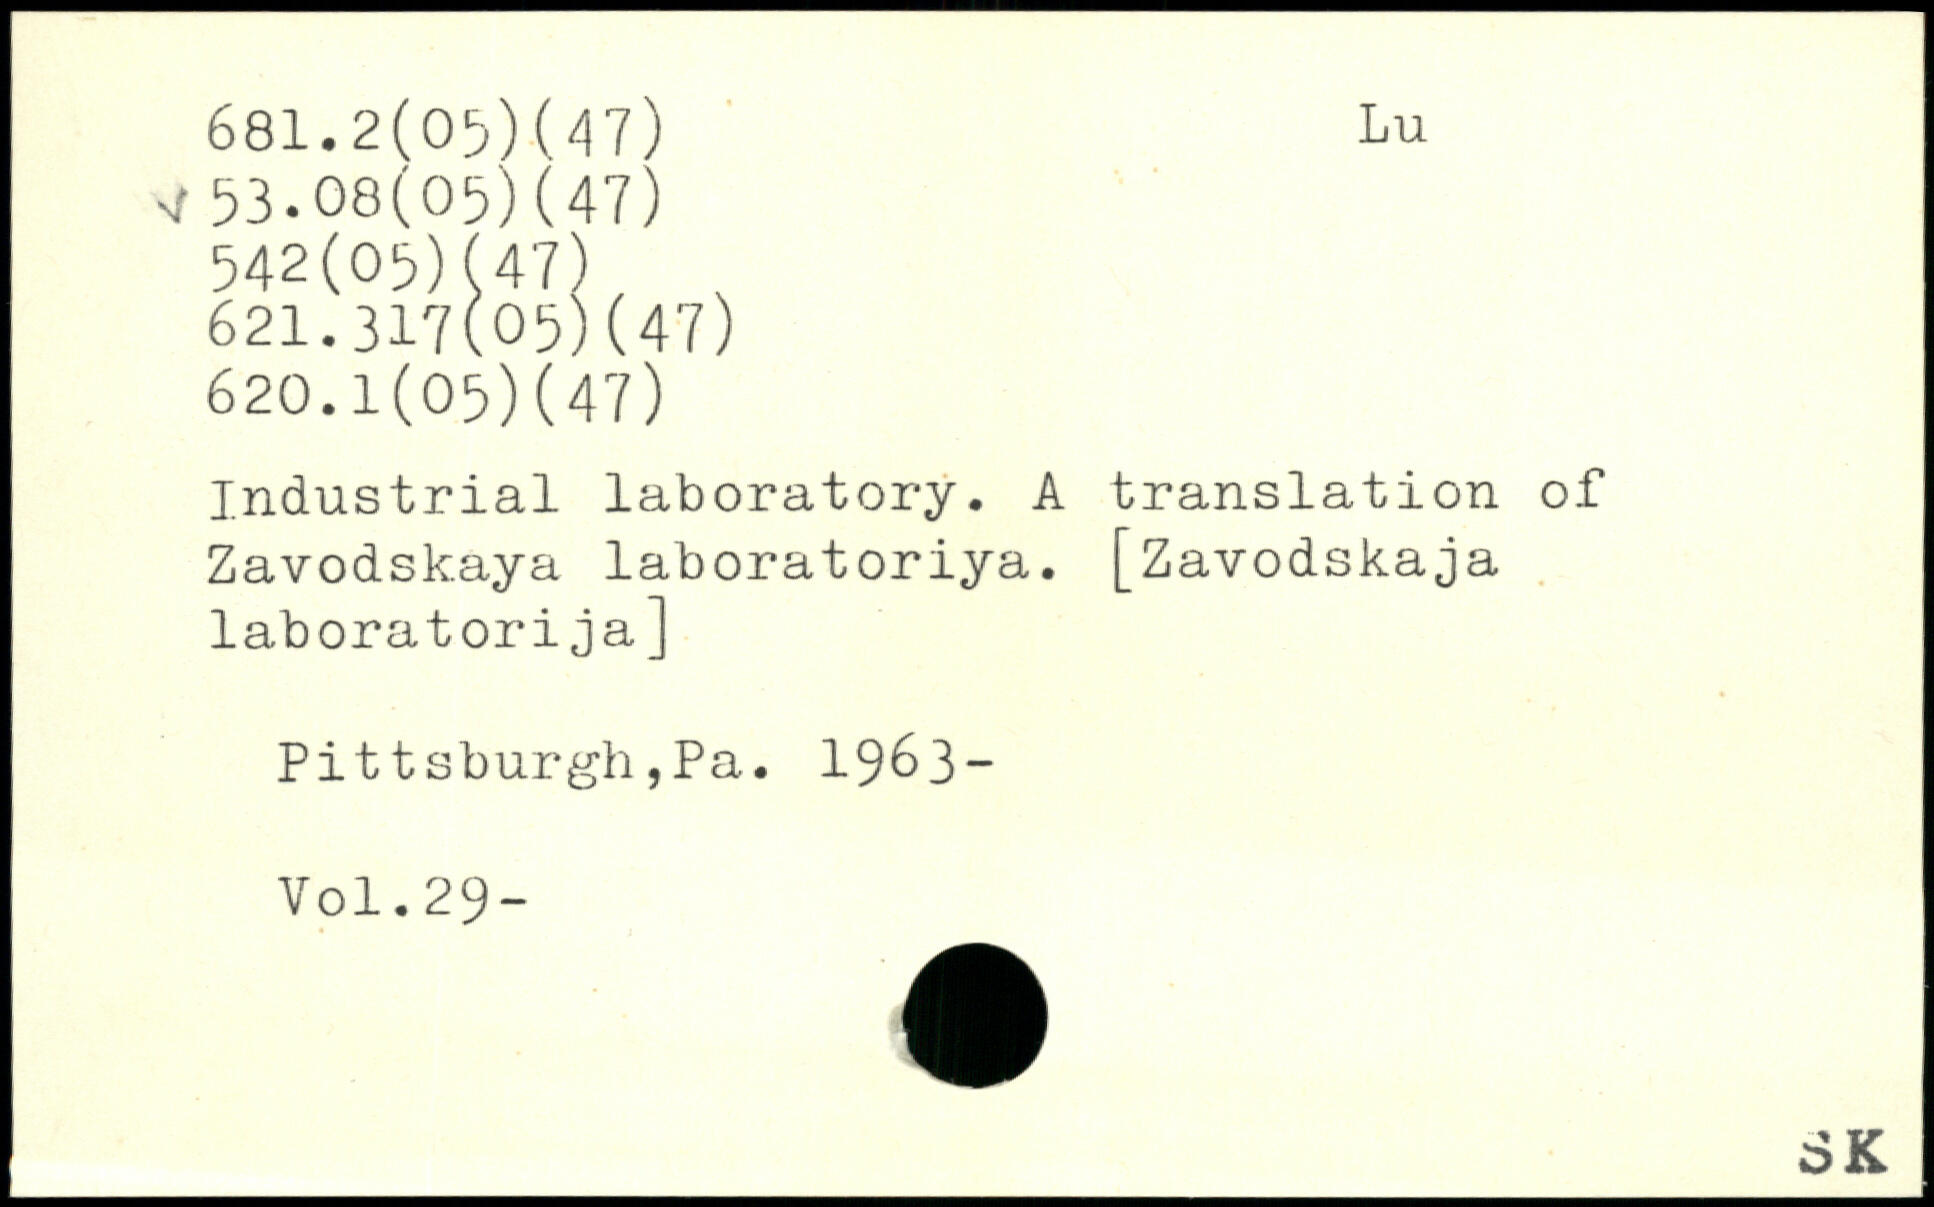 681.2(05)(47) Lu
53.08(05)(47)
542(05)(47)
621.317(05)(47)
620.1(05)(47)
Industrial laboratory. A translation of
Zavodskaya laboratoriya. [Zavodskaja
laboratorija]
Pittsburgh,Pa. 1963-
Vol.29-
SK